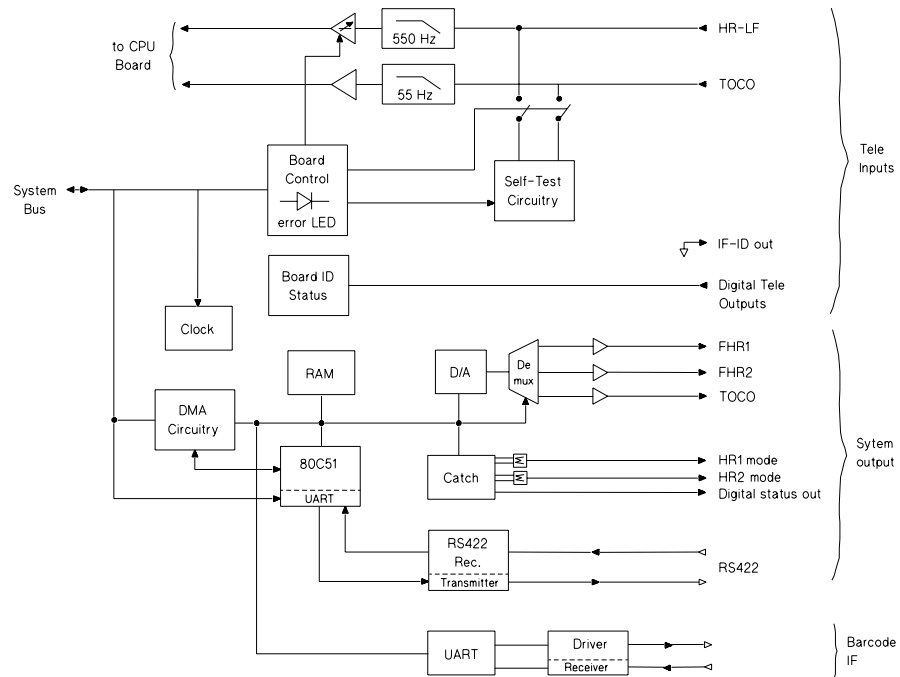 to CPU
Board
550 Hz
HR-LF
55 Hz
TOCO
Board
Control
error LED
Self-Test
Circuitry
Tele
Inputs
System
Bus
IF-ID out
Board ID
Status
Digital Tele
Outputs
Clock
RAM
D/A
De
mux
FHR1
FHR2
TOCO
DMA
Circuitry
80C51
UART
Catch
Σ
Σ
HR1 mode
HR2 mode
Digital status out
Sytem
output
RS422
Rec.
Transmitter
RS422
UART
Driver
Receiver
Barcode
IF